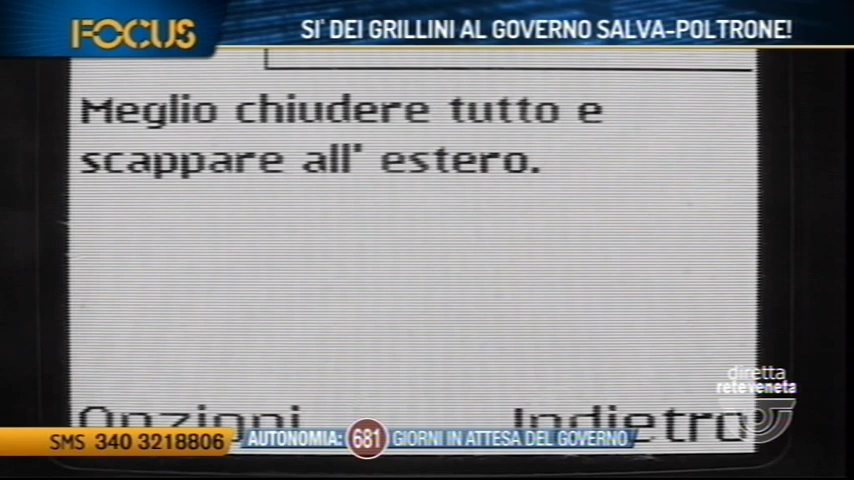 FOCUS
SI' DEI GRILLINI AL GOVERNO SALVA-POLTRONE!
Meglio chiudere tutto e
scappare all' estero.
diretta
reteveneta
Opzioni Indietro
SMS 340 3218806
AUTONOMIA: 681 GIORNI IN ATTESA DEL GOVERNO